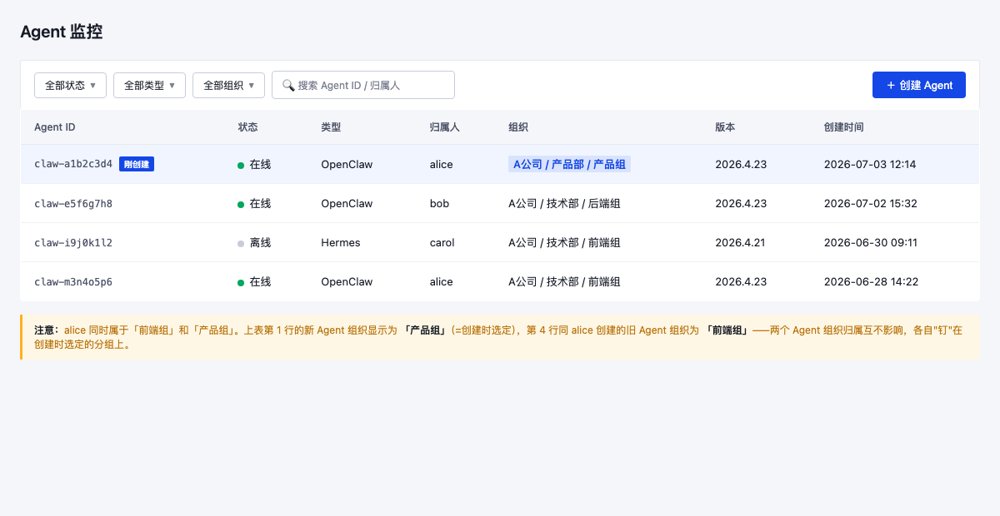 Agent 监控
全部状态 ▼ 全部类型 ▼ 全部组织 ▼ 🔍 搜索 Agent ID / 归属人 + 创建 Agent
Agent ID 状态 类型 归属人 组织 版本 创建时间
claw-a1b2c3d4 刚创建 在线 OpenClaw alice A公司 / 产品部 / 产品组 2026.4.23 2026-07-03 12:14
claw-e5f6g7h8 在线 OpenClaw bob A公司 / 技术部 / 后端组 2026.4.23 2026-07-02 15:32
claw-i9j0k1l2 离线 Hermes carol A公司 / 技术部 / 前端组 2026.4.21 2026-06-30 09:11
claw-m3n4o5p6 在线 OpenClaw alice A公司 / 技术部 / 前端组 2026.4.23 2026-06-28 14:22
注意：alice 同时属于「前端组」和「产品组」。上表第 1 行的新 Agent 组织显示为 「产品组」（=创建时选定），第 4 行同 alice 创建的旧 Agent 组织为 「前端组」——两个 Agent 组织归属互不影响，各自"钉"在
创建时选定的分组上。